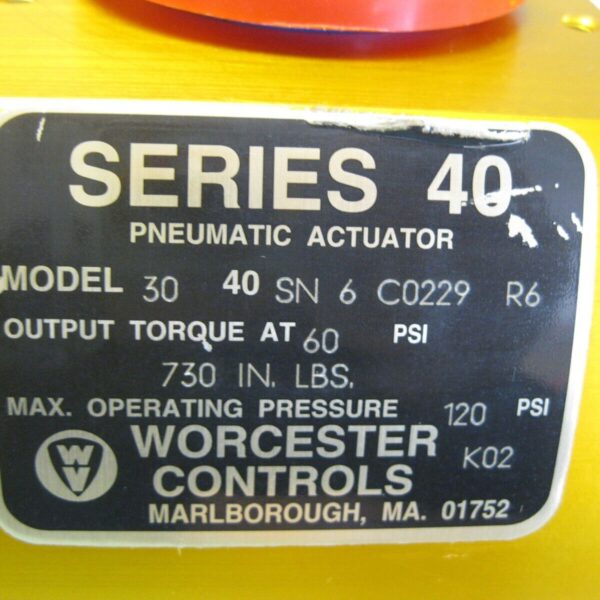 SERIES 40
PNEUMATIC ACTUATOR
MODEL 30 40 SN 6 C0229 R6
OUTPUT TORQUE AT 60 PSI
730 IN. LBS.
MAX. OPERATING PRESSURE 120 PSI
WORCESTER K02
CONTROLS
MARLBOROUGH, MA. 01752